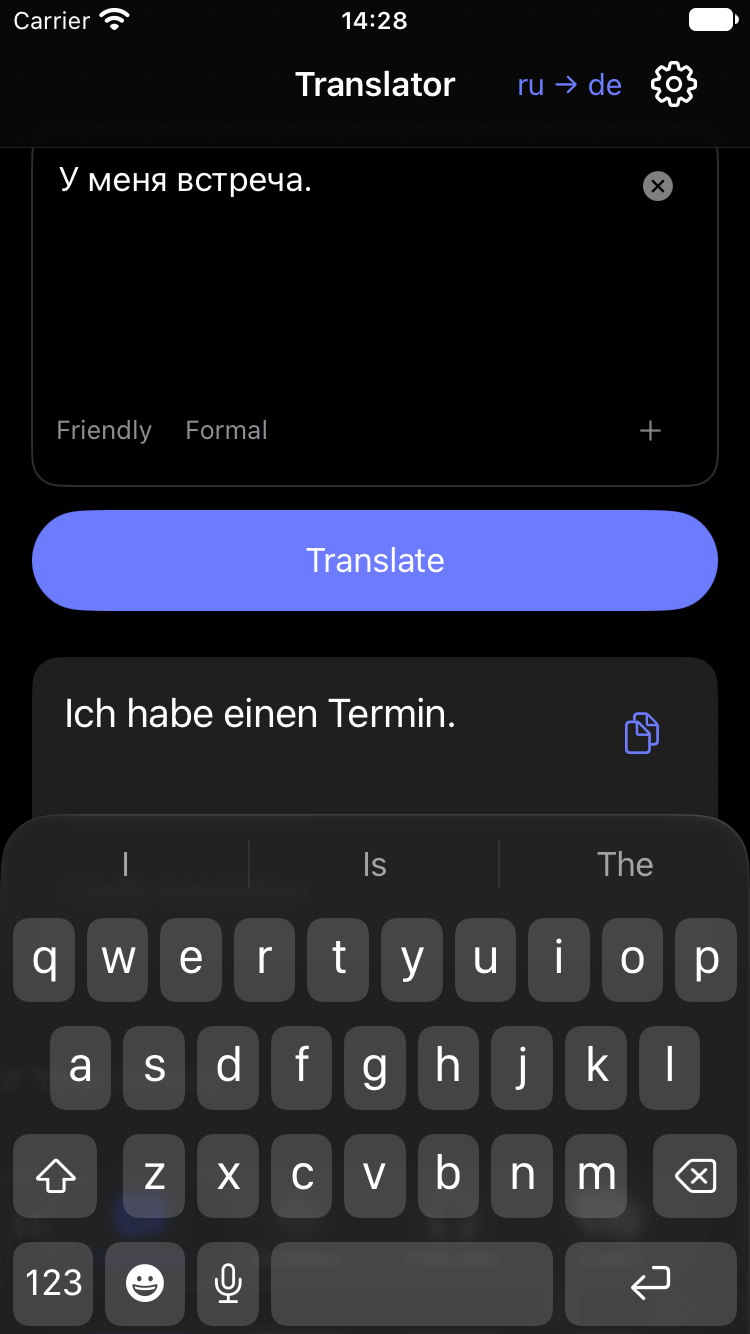 Carrier 14:28
Translator ru → de
У меня встреча.
Friendly Formal +
Translate
Ich habe einen Termin.
I Is The
q w e r t y u i o p
a s d f g h j k l
z x c v b n m
123